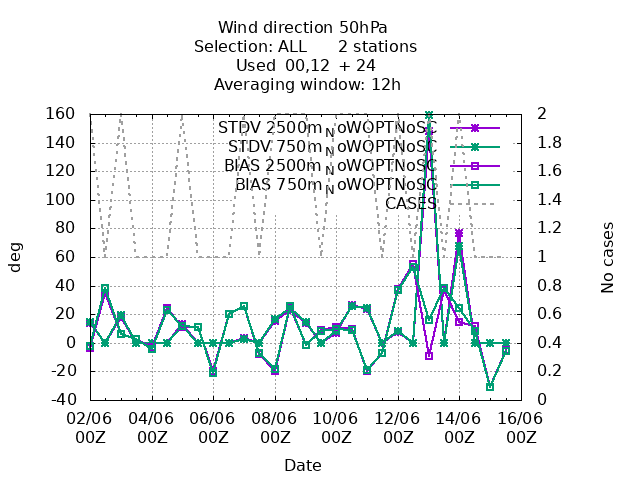 Wind direction 50hPa
Selection: ALL 2 stations
Used 00,12 + 24
Averaging window: 12h
STDV 2500m NoWOPTNoSC
STDV 750m NoWOPTNoSC
BIAS 2500m NoWOPTNoSC
BIAS 750m NoWOPTNoSC
CASES
deg
160
140
120
100
80
60
40
20
0
-20
-40
No cases
2
1.8
1.6
1.4
1.2
1
0.8
0.6
0.4
0.2
0
02/06 04/06 06/06 08/06 10/06 12/06 14/06 16/06
00Z 00Z 00Z 00Z 00Z 00Z 00Z 00Z
Date